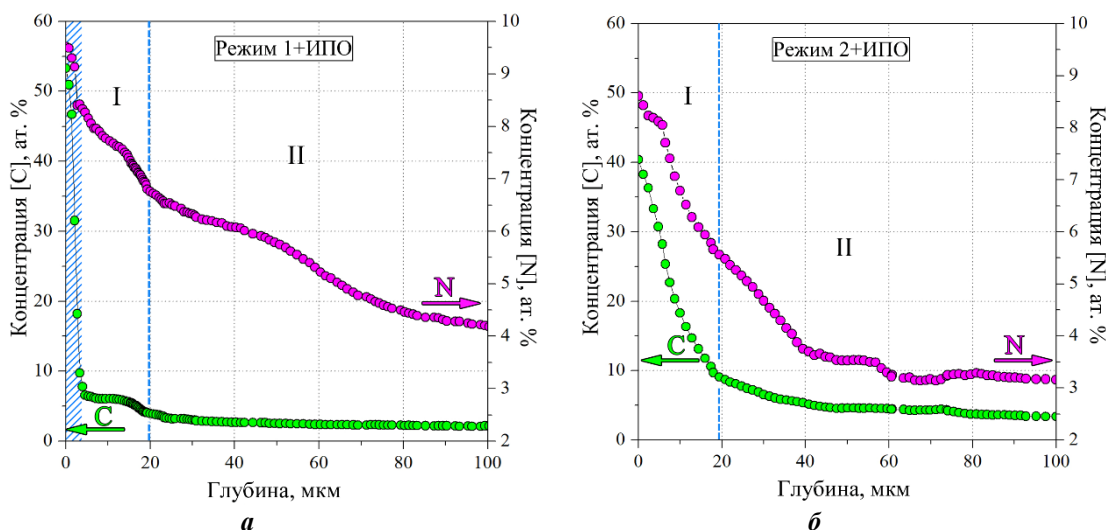 Режим 1+ИПО
I
II
N
C
Концентрация [C], ат. %
Концентрация [N], ат. %
60
50
40
30
20
10
0
10
9
8
7
6
5
4
3
2
0 20 40 60 80 100
Глубина, мкм
а
Режим 2+ИПО
I
II
C
N
Концентрация [C], ат. %
Концентрация [N], ат. %
60
50
40
30
20
10
0
10
9
8
7
6
5
4
3
2
0 20 40 60 80 100
Глубина, мкм
б